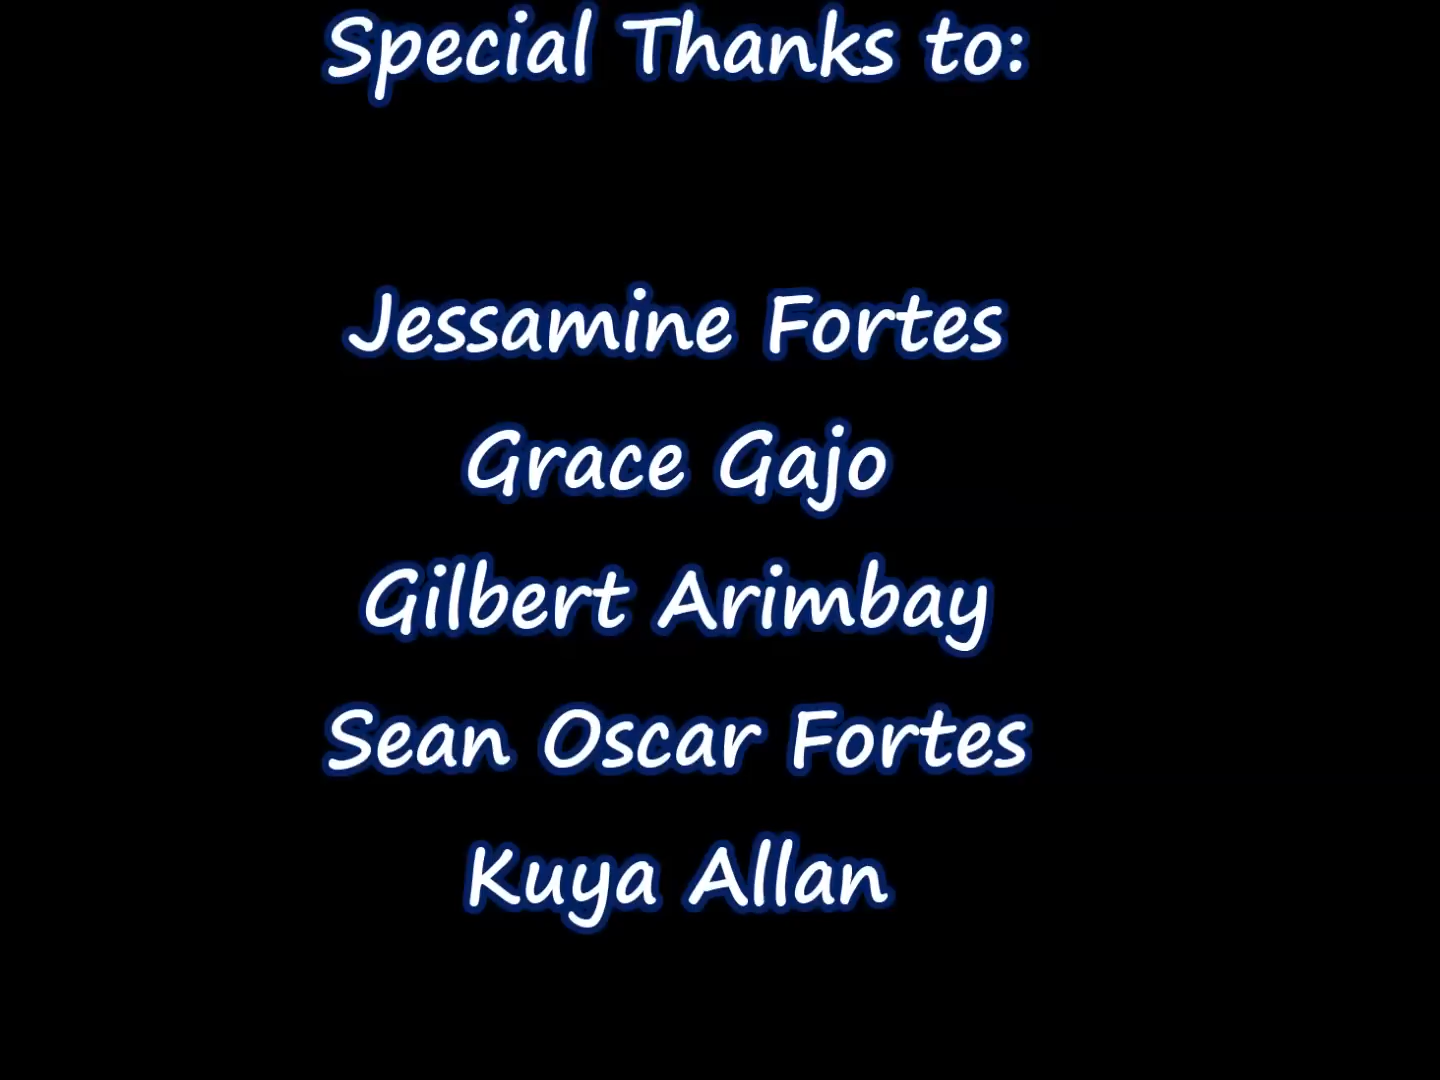 Special Thanks to:
Jessamine Fortes
Grace Gajo
Gilbert Arimbay
Sean Oscar Fortes
Kuya Allan